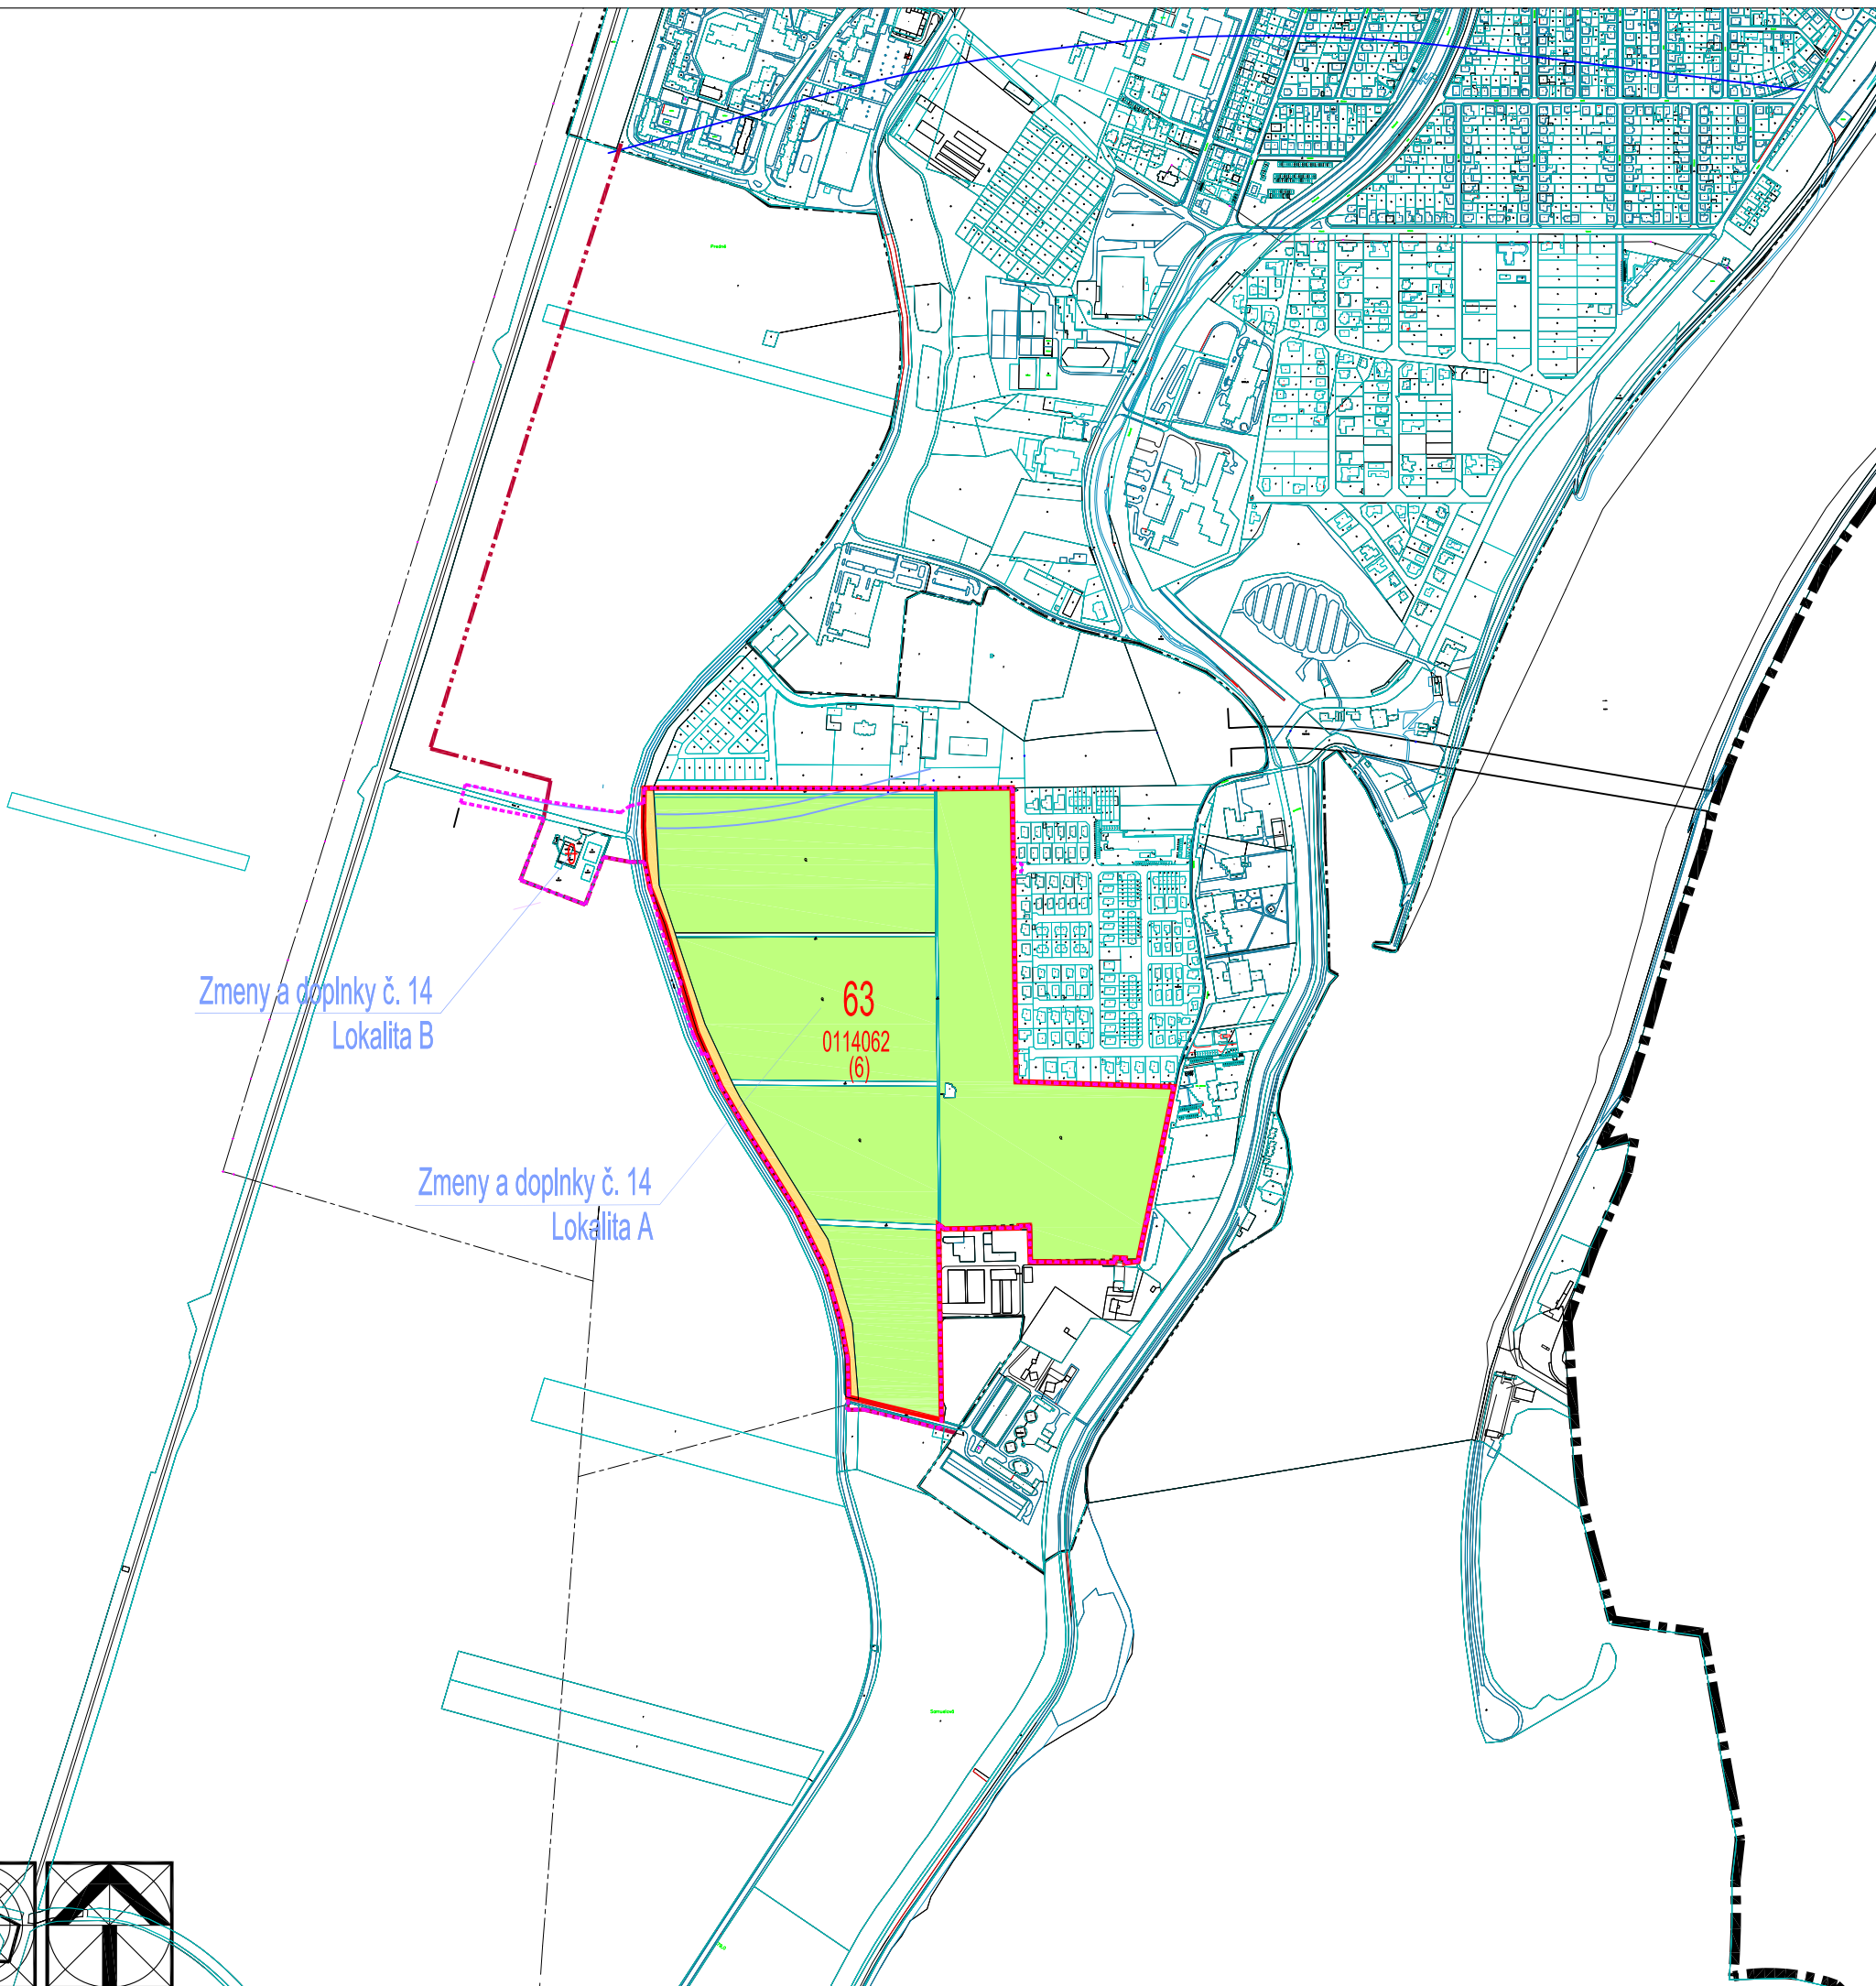 Zmeny a doplnky č. 14
Lokalita B
63
0114062
(6)
Zmeny a doplnky č. 14
Lokalita A